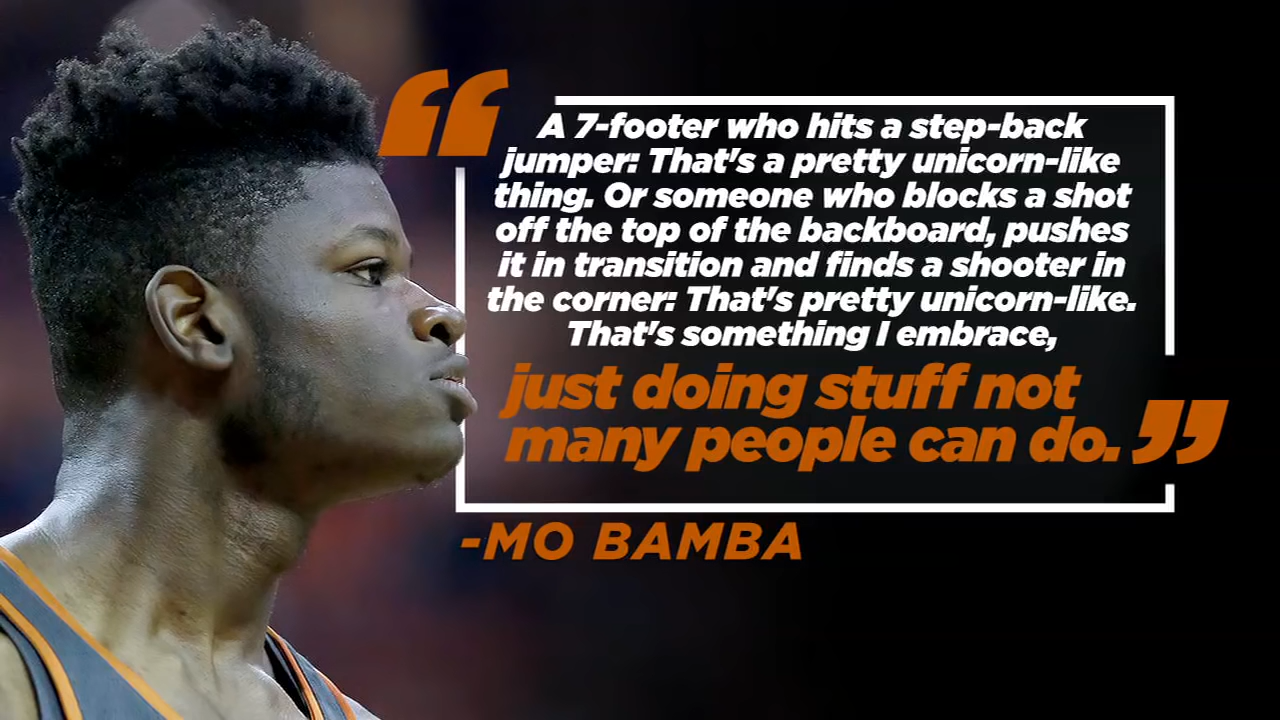 “
A 7-footer who hits a step-back
jumper: That's a pretty unicorn-like
thing. Or someone who blocks a shot
off the top of the backboard, pushes
it in transition and finds a shooter in
the corner: That's pretty unicorn-like.
That's something I embrace,
just doing stuff not
many people can do.”
-MO BAMBA